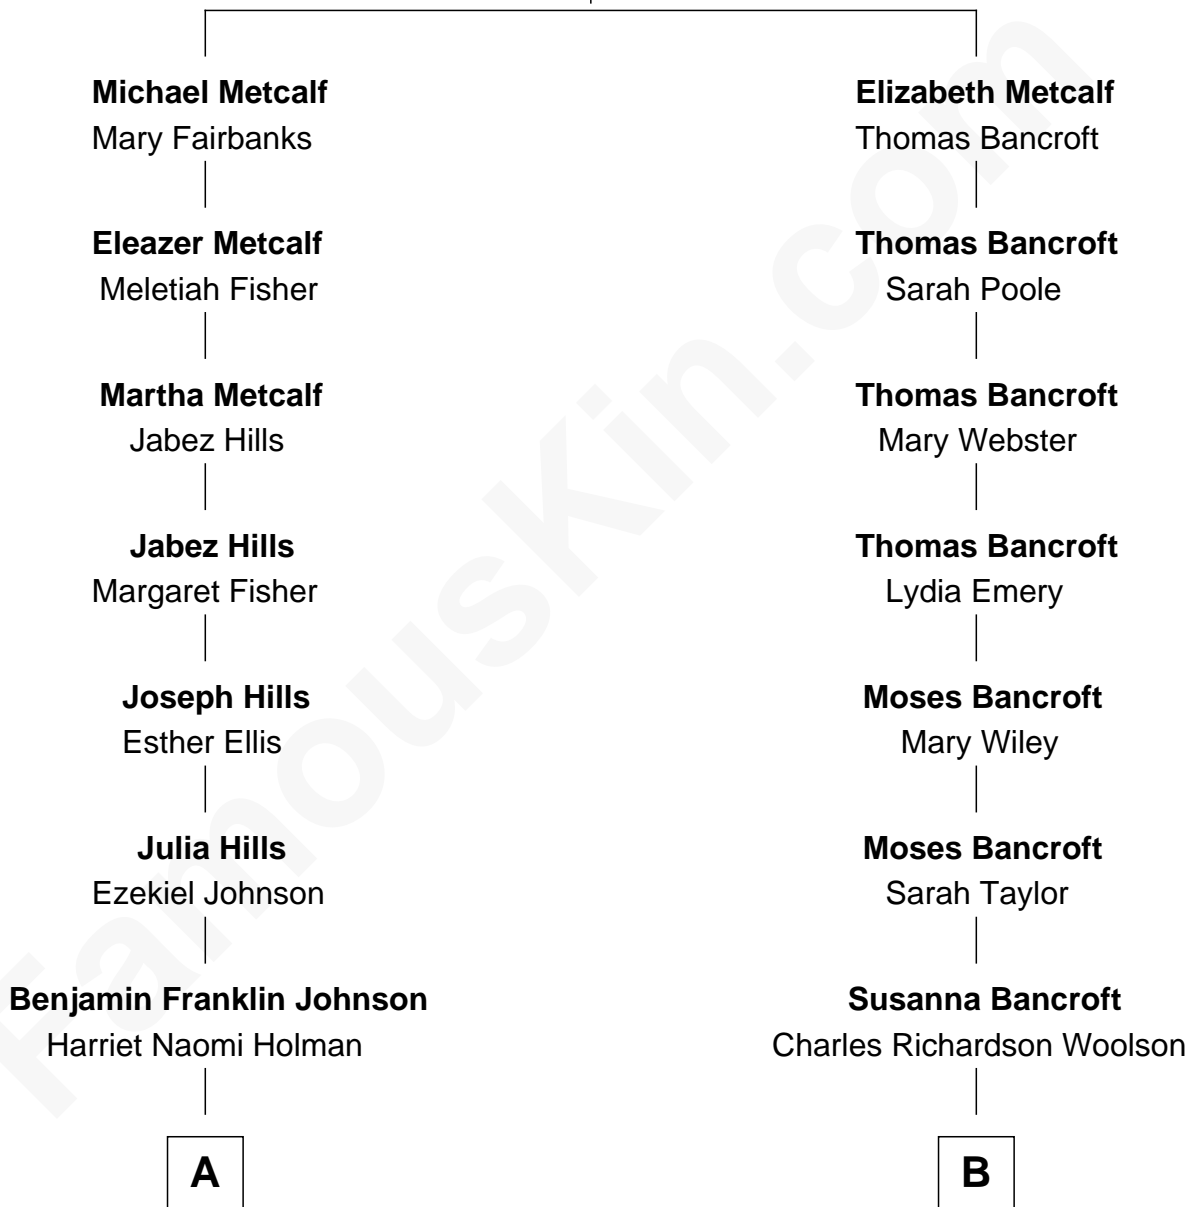 Michael Metcalf
Mary Fairbanks
Eleazer Metcalf
Meletiah Fisher
Martha Metcalf
Jabez Hills
Jabez Hills
Margaret Fisher
Joseph Hills
Esther Ellis
Julia Hills
Ezekiel Johnson
Benjamin Franklin Johnson
Harriet Naomi Holman
A
Elizabeth Metcalf
Thomas Bancroft
Thomas Bancroft
Sarah Poole
Thomas Bancroft
Mary Webster
Thomas Bancroft
Lydia Emery
Moses Bancroft
Mary Wiley
Moses Bancroft
Sarah Taylor
Susanna Bancroft
Charles Richardson Woolson
B
FamousKin.com